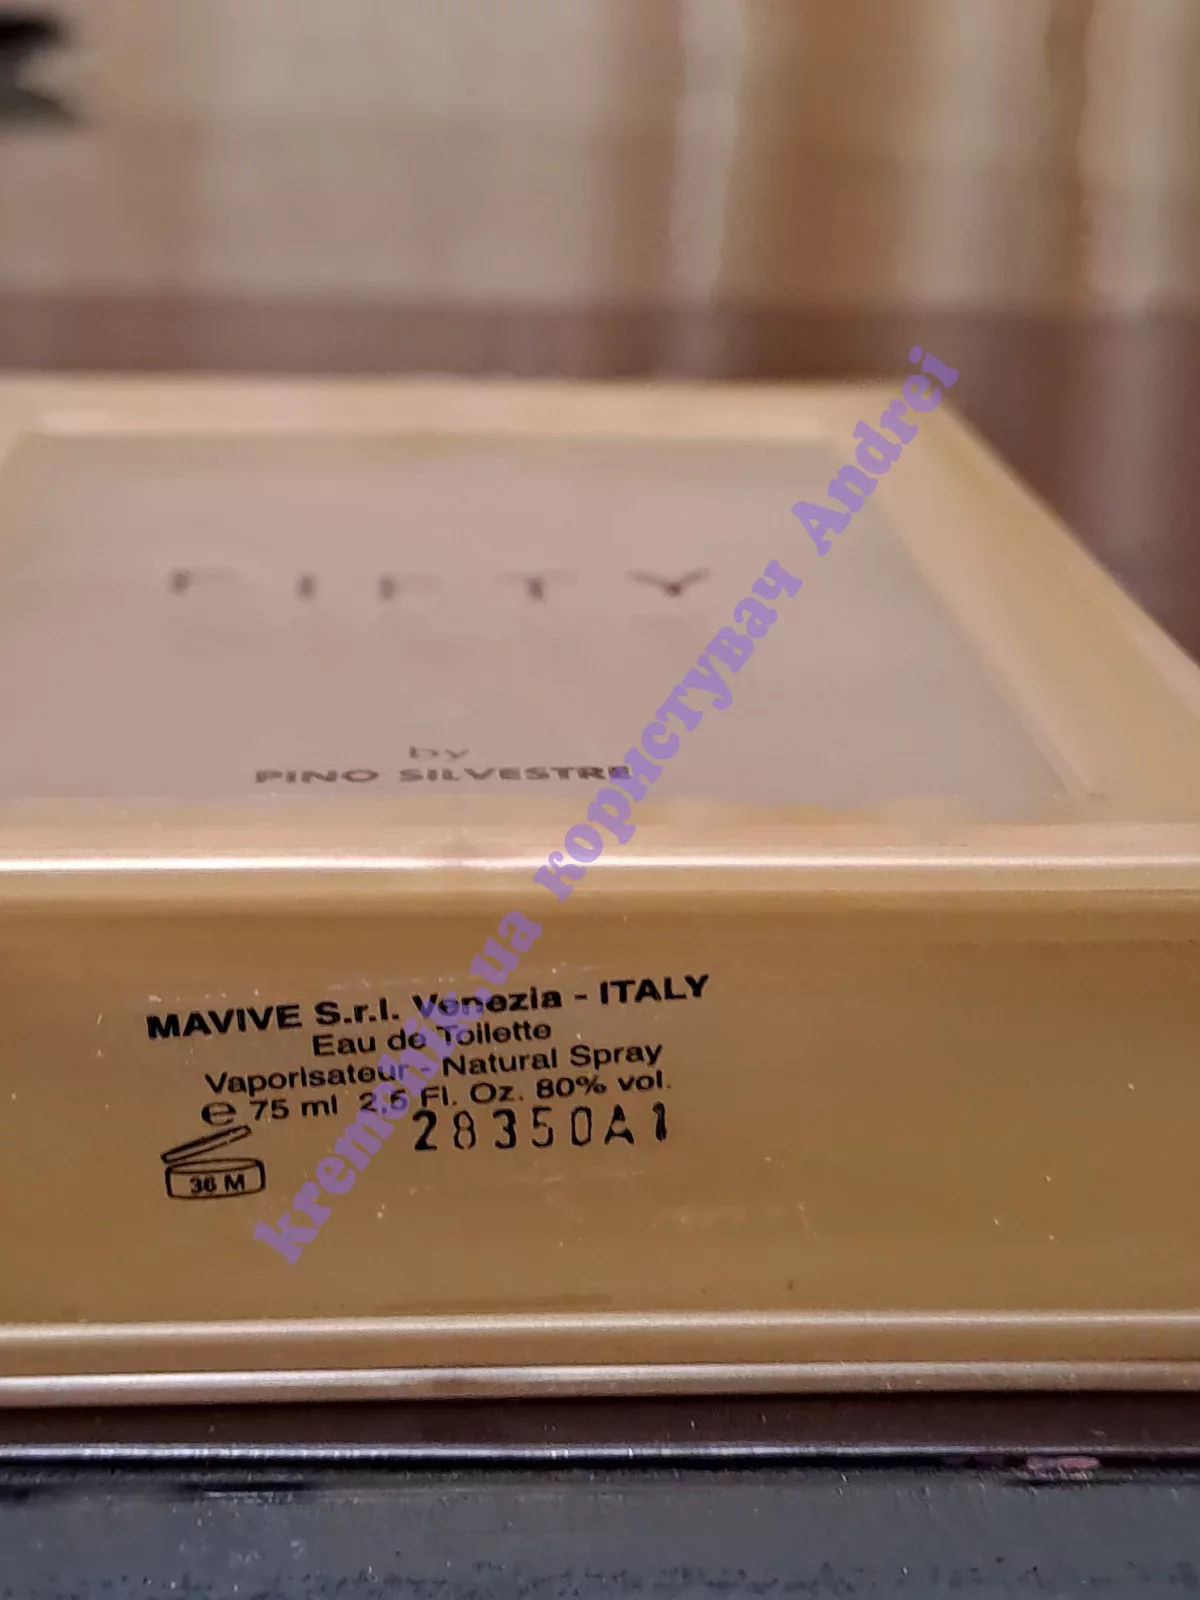 FIFTY
by
PINO SILVESTRE
MAVIVE S.r.l. Venezia - ITALY
Eau de Toilette
Vaporisateur - Natural Spray
e 75 ml 2,5 Fl. Oz. 80% vol.
28350A1
36 M
kremchik.ua користувач Andrei